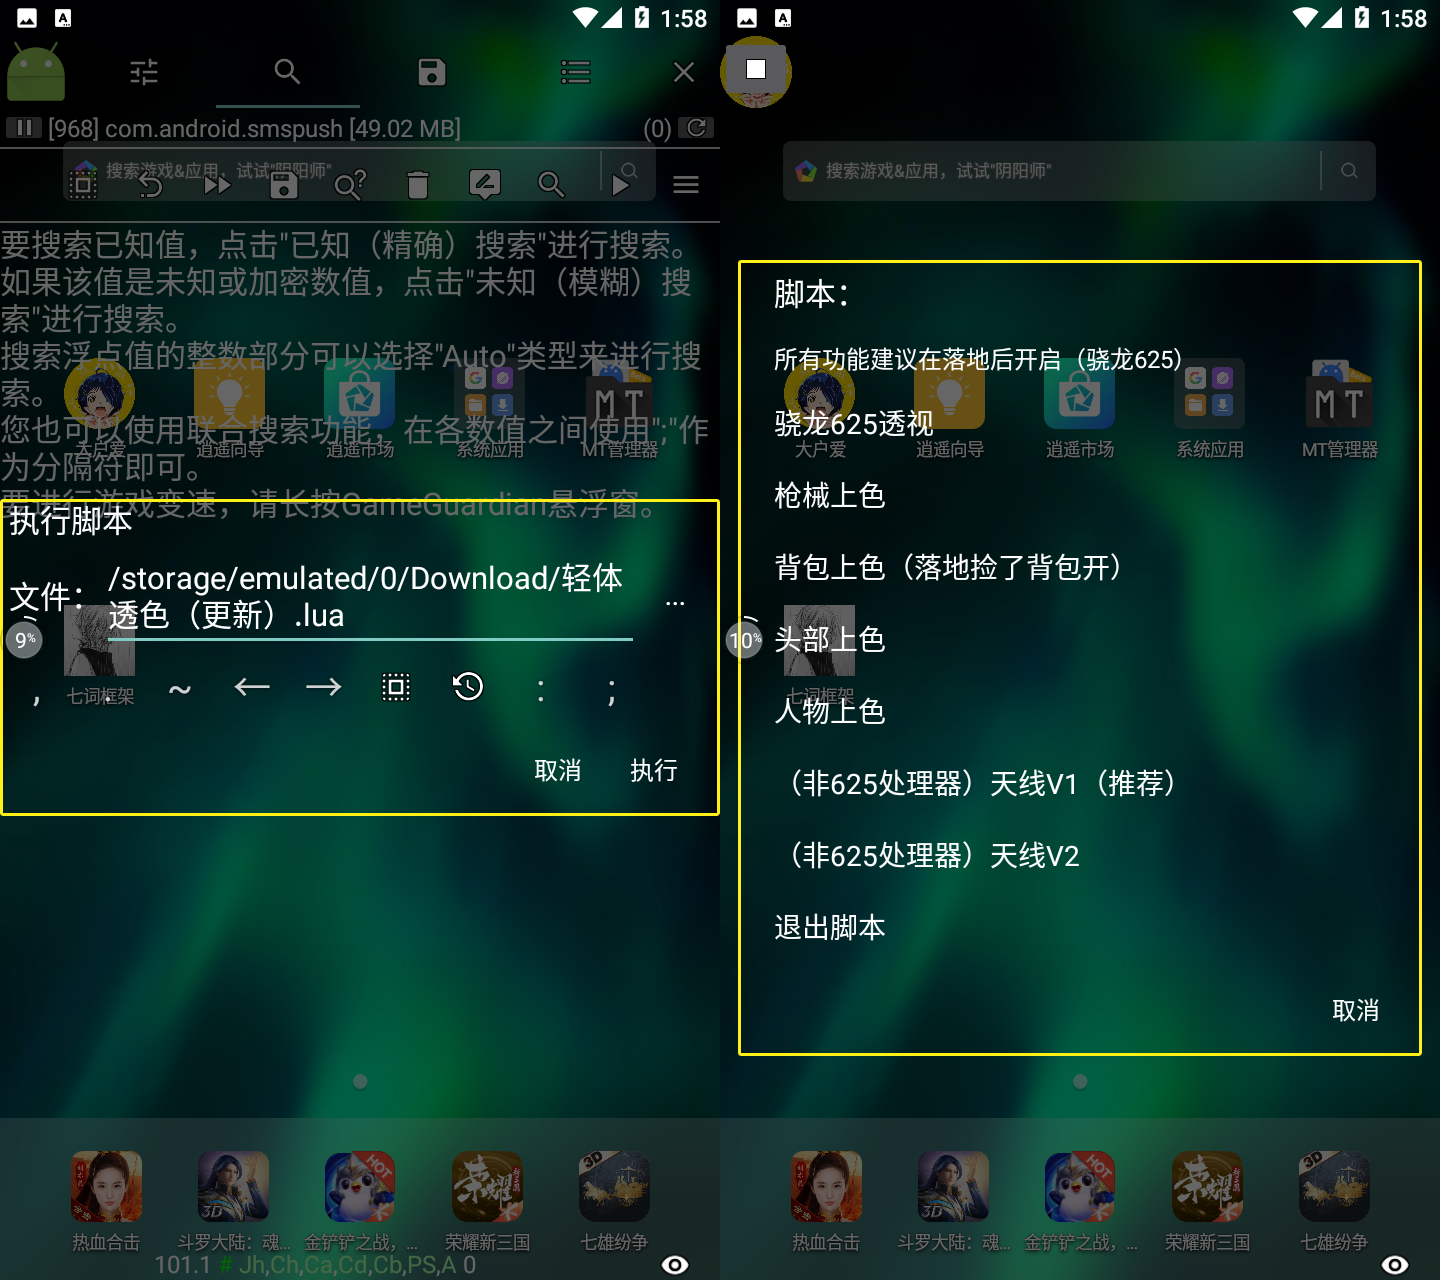 1:58
[968] com.android.smspush [49.02 MB]
(0)
搜索游戏&应用，试试"阴阳师"
要搜索已知值，点击"已知（精确）搜索"进行搜索。
如果该值是未知或加密数值，点击"未知（模糊）搜
索"进行搜索。
搜索浮点值的整数部分可以选择"Auto"类型来进行搜
索。
您也可以使用联合搜索功能，在各数值之间使用";"作
为分隔符即可。
大户爱
逍遥向导
逍遥市场
系统应用
MT管理器
要进行游戏变速，请长按GameGuardian悬浮窗。
执行脚本
文件：
/storage/emulated/0/Download/轻体
透色（更新）.lua
...
9%
, . ~ ← → : ;
七词框架
取消
执行
热血合击
斗罗大陆：魂...
金铲铲之战，...
荣耀新三国
七雄纷争
101.1 # Jh,Ch,Ca,Cd,Cb,PS,A 0
1:58
搜索游戏&应用，试试"阴阳师"
脚本：
所有功能建议在落地后开启（骁龙625）
骁龙625透视
大户爱
逍遥向导
逍遥市场
系统应用
MT管理器
枪械上色
背包上色（落地捡了背包开）
10%
头部上色
七词框架
人物上色
（非625处理器）天线V1（推荐）
（非625处理器）天线V2
退出脚本
取消
热血合击
斗罗大陆：魂...
金铲铲之战，...
荣耀新三国
七雄纷争